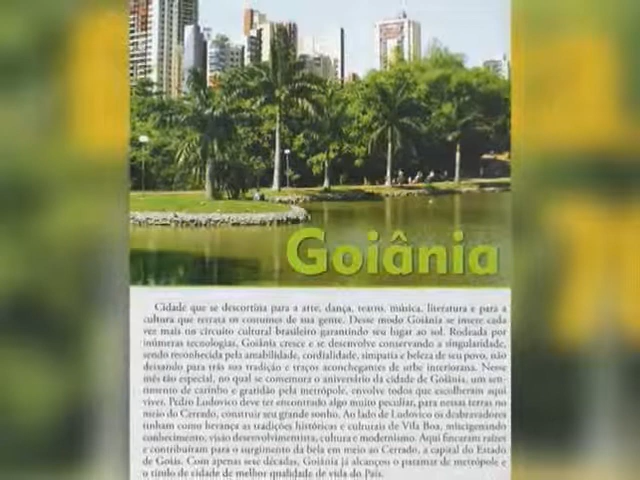 Goiânia
Cidade que se descortina para a arte, dança, teatro, música, literatura e para a
cultura que retrata os costumes de sua gente. Desse modo Goiânia se insere cada
vez mais no circuito cultural brasileiro garantindo seu lugar ao sol. Rodeada por
inúmeras tecnologias, Goiânia cresce e se desenvolve conservando a singularidade,
sendo reconhecida pela amabilidade, cordialidade, simpatia e beleza de seu povo, não
deixando para trás sua tradição e traços aconchegantes de urbe interiorana. Nesse
mês tão especial, no qual se comemora o aniversário da cidade de Goiânia, um sen-
timento de carinho e gratidão pela metrópole, envolve todos que escolheram aqui
viver. Pedro Ludovico deve ter encontrado algo muito peculiar, para nessas terras no
meio do Cerrado, construir seu grande sonho. Ao lado de Ludovico os desbravadores
tinham como herança as tradições históricas e culturais de Vila Boa, miscigenando
conhecimento, visão desenvolvimentista, cultura e modernismo. Aqui fincaram raízes
e contribuíram para o surgimento da bela em meio ao Cerrado, a capital do Estado
de Goiás. Com apenas sete décadas, Goiânia já alcançou o patamar de metrópole e
o título de cidade de melhor qualidade de vida do País.